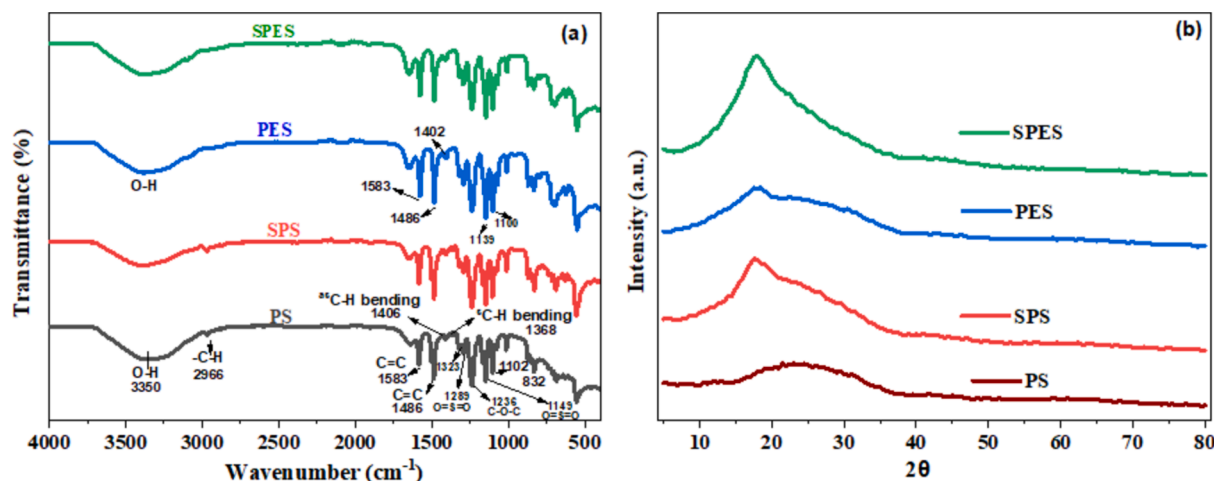 (a)
SPES
PES
1402
O-H
1583
1486
1100
1139
SPS
asC-H bending
1406
sC-H bending
1368
PS
-C-H
2966
O-H
3350
C=C
1583
C=C
1486
1323
1289
O=S=O
1236
C-O-C
1102
832
1149
O=S=O
Transmittance (%)
4000 3500 3000 2500 2000 1500 1000 500
Wavenumber (cm-1)
(b)
SPES
PES
SPS
PS
Intensity (a.u.)
10 20 30 40 50 60 70 80
2θ